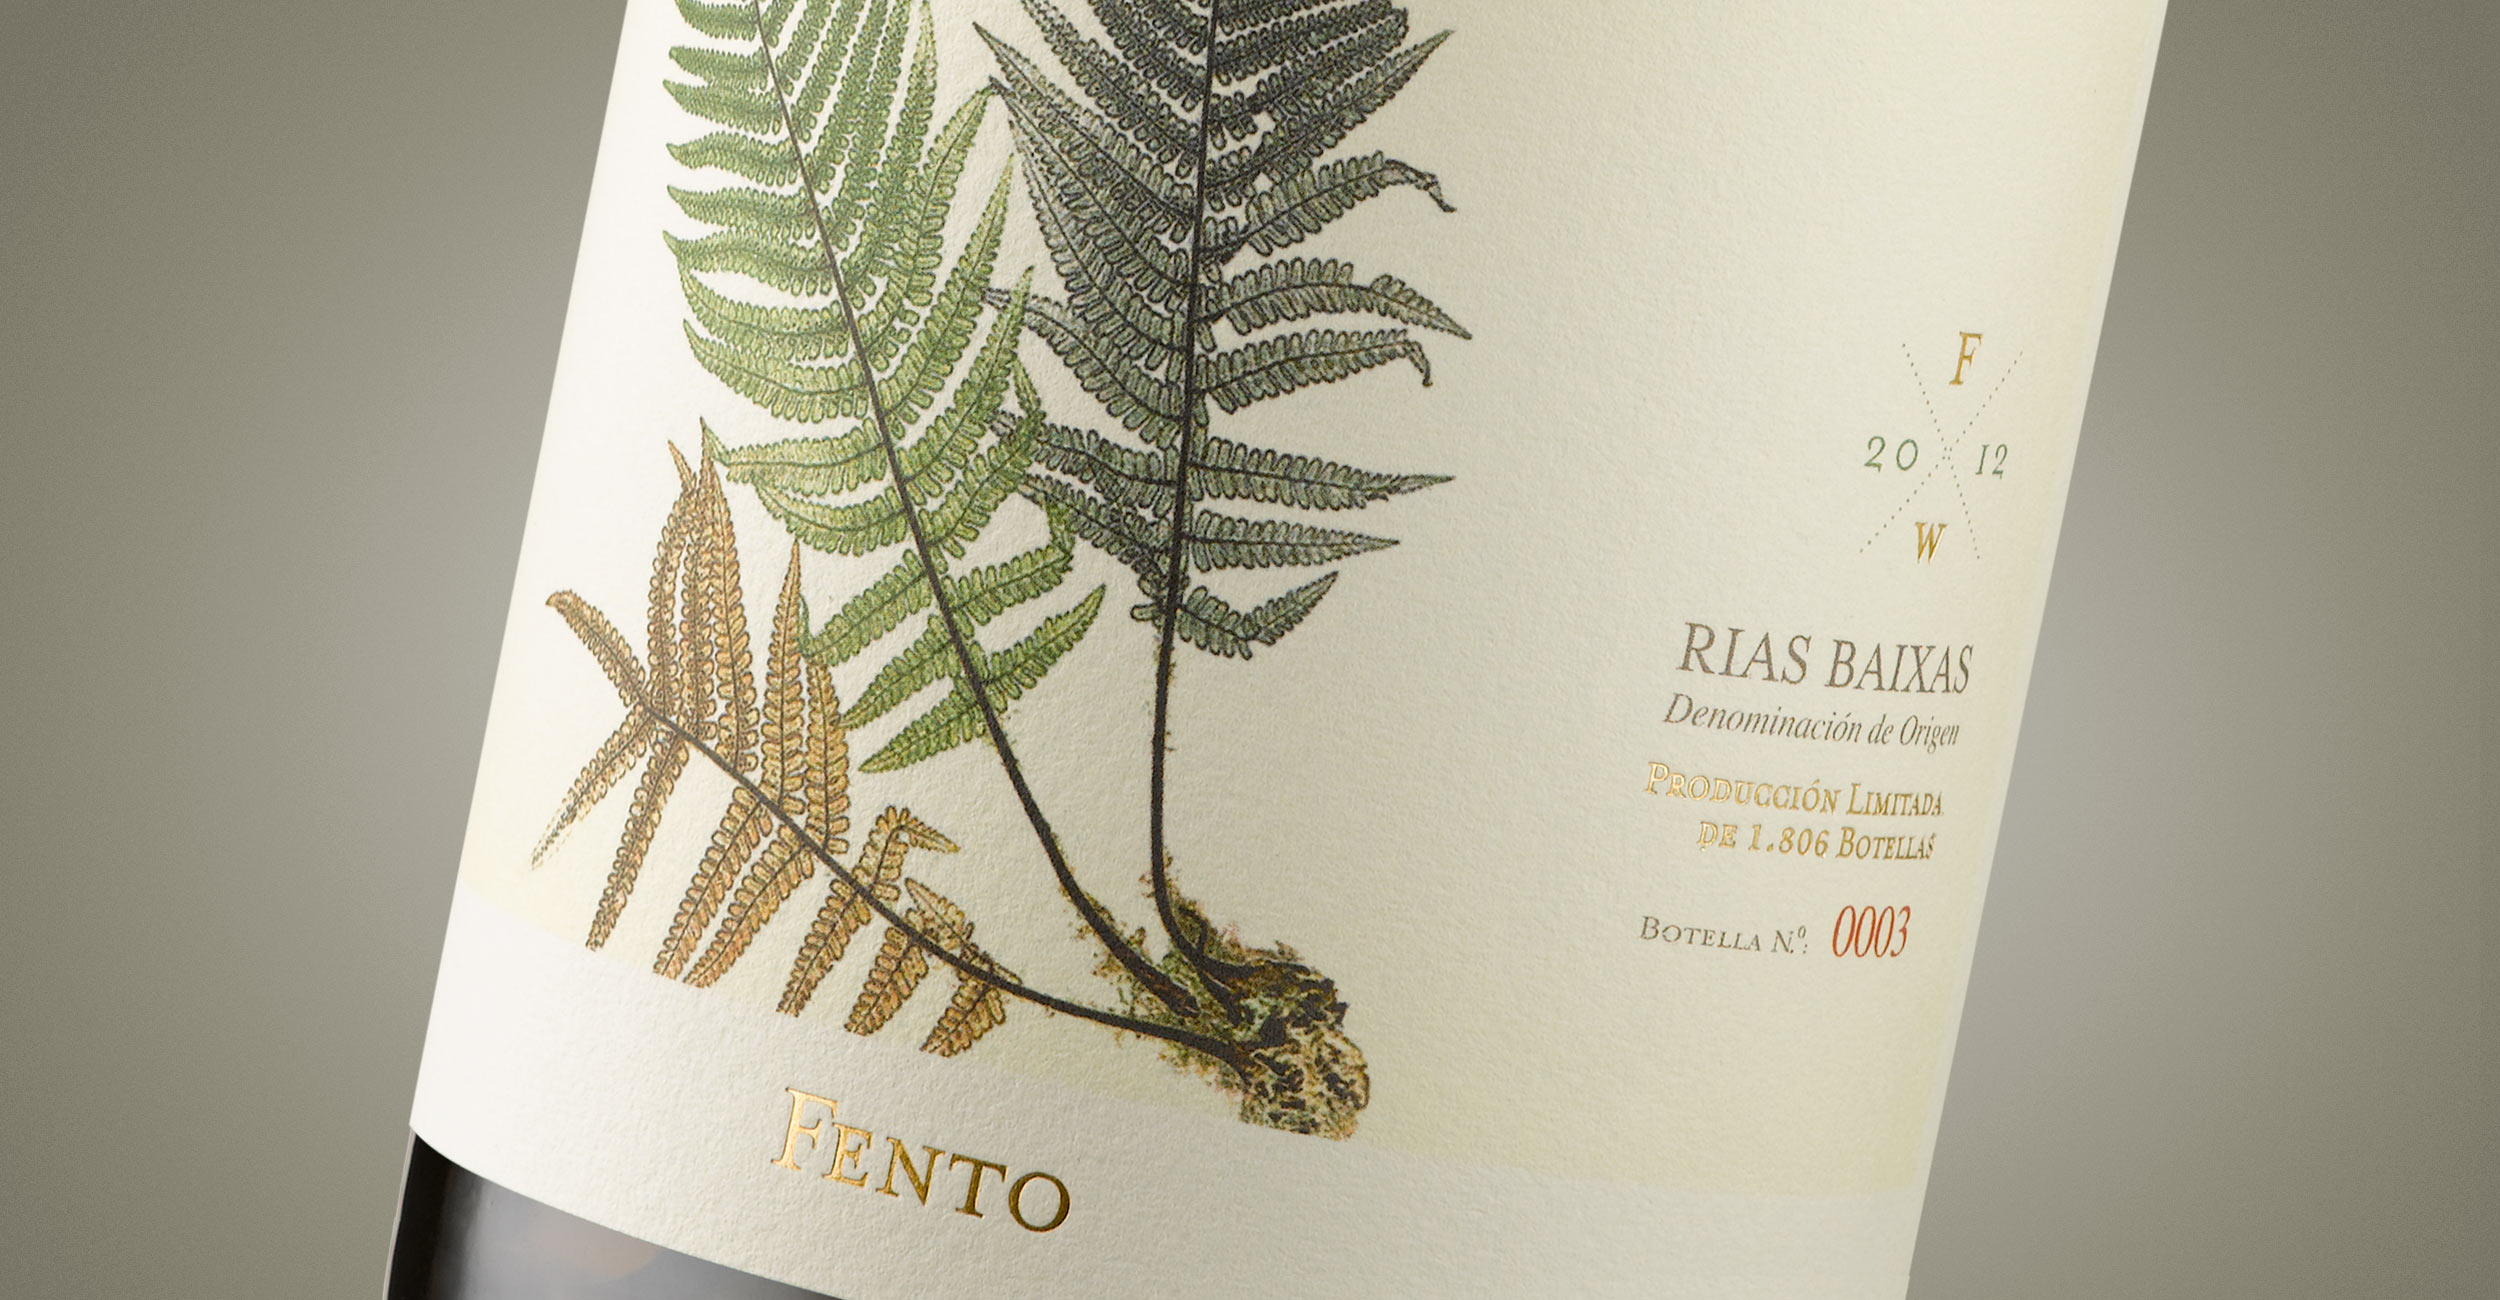 F
20 12
W
RIAS BAIXAS
Denominación de Origen
PRODUCCIÓN LIMITADA
DE 1.806 BOTELLAS
BOTELLA N.º: 0003
FENTO